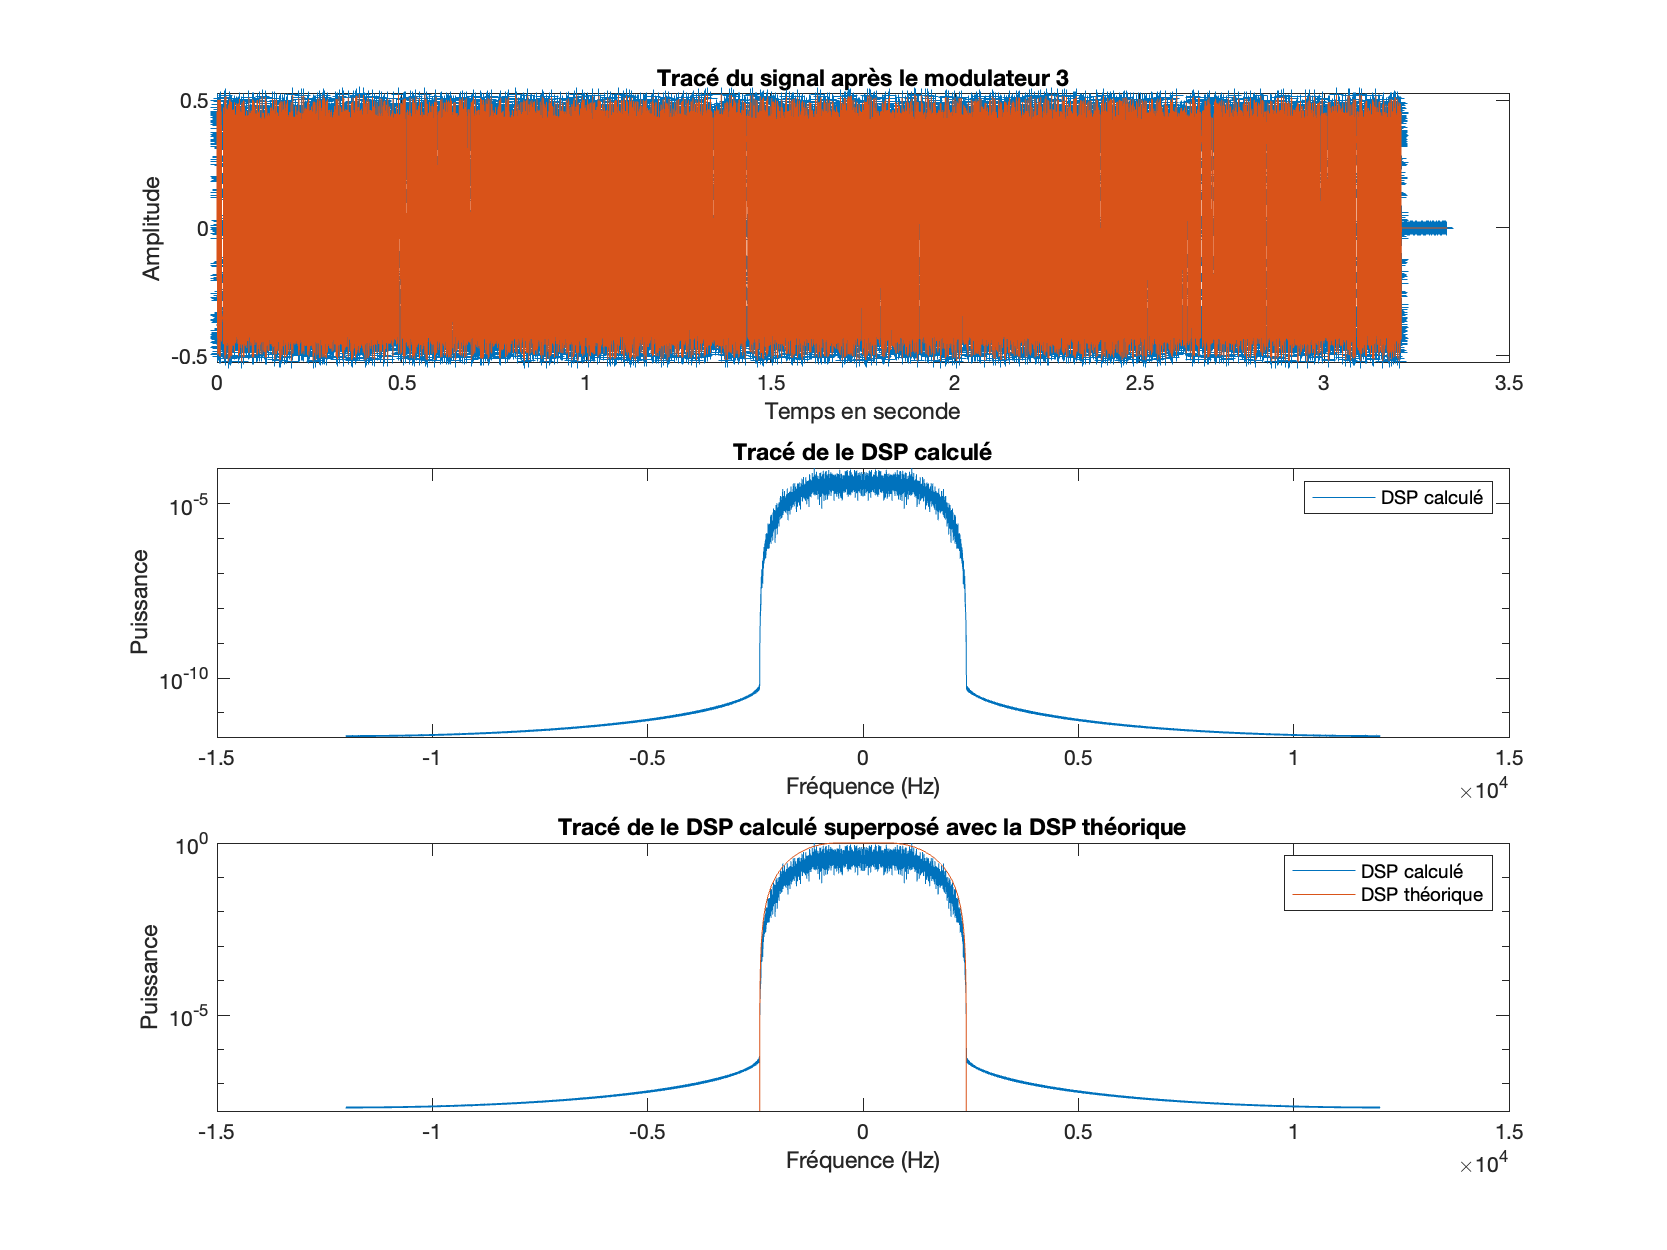 Tracé du signal après le modulateur 3
0.5
0
-0.5
Amplitude
0 0.5 1 1.5 2 2.5 3 3.5
Temps en seconde
Tracé de le DSP calculé
10^-5
10^-10
Puissance
DSP calculé
-1.5 -1 -0.5 0 0.5 1 1.5
Fréquence (Hz)
×10^4
Tracé de le DSP calculé superposé avec la DSP théorique
10^0
10^-5
Puissance
DSP calculé
DSP théorique
-1.5 -1 -0.5 0 0.5 1 1.5
Fréquence (Hz)
×10^4